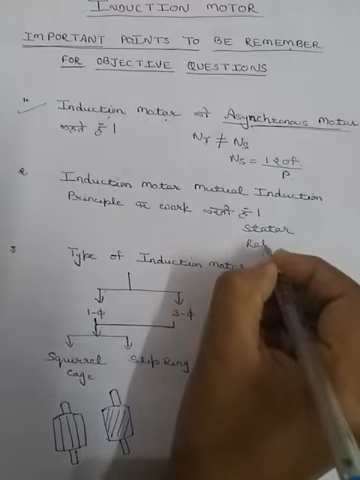 INDUCTION MOTOR
IMPORTANT POINTS TO BE REMEMBER
FOR OBJECTIVE QUESTIONS
1. Induction Motor को Asynchronous Motor
कहते हैं।
Nr ≠ Ns
Ns = 120f
P
2. Induction Motor Mutual Induction
Principle पर work करती है।
Stator
3 Type of Induction Motor
1-Φ 3-Φ
Squirrel Slip Ring
Cage